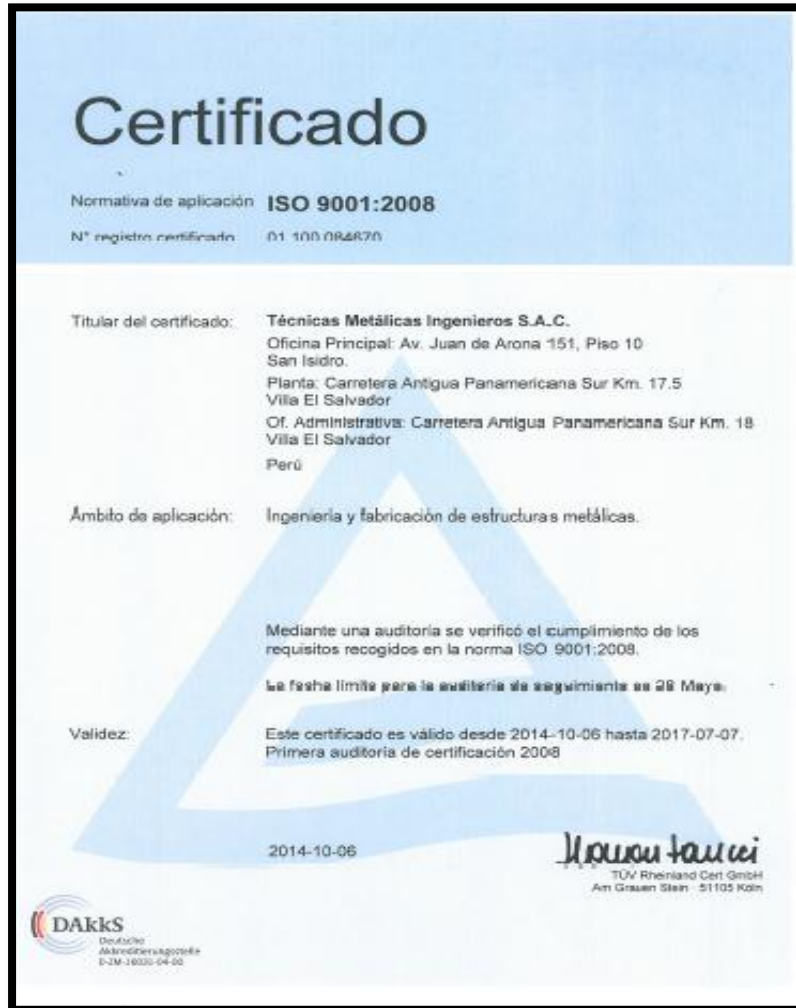 Certificado
Normativa de aplicación ISO 9001:2008
N° registro certificado 01 100 084670
Titular del certificado: Técnicas Metálicas Ingenieros S.A.C.
Oficina Principal: Av. Juan de Arona 151, Piso 10
San Isidro.
Planta: Carretera Antigua Panamericana Sur Km. 17.5
Villa El Salvador
Of. Administrativa: Carretera Antigua Panamericana Sur Km. 18
Villa El Salvador
Perú
Ámbito de aplicación: Ingeniería y fabricación de estructuras metálicas.
Mediante una auditoría se verificó el cumplimiento de los
requisitos recogidos en la norma ISO 9001:2008.
La fecha límite para la auditoría de seguimiento es 28 Mayo.
Validez: Este certificado es válido desde 2014-10-06 hasta 2017-07-07.
Primera auditoría de certificación 2008
2014-10-06
TÜV Rheinland Cert GmbH
Am Grauen Stein · 51105 Köln
DAkkS
Deutsche
Akkreditierungsstelle